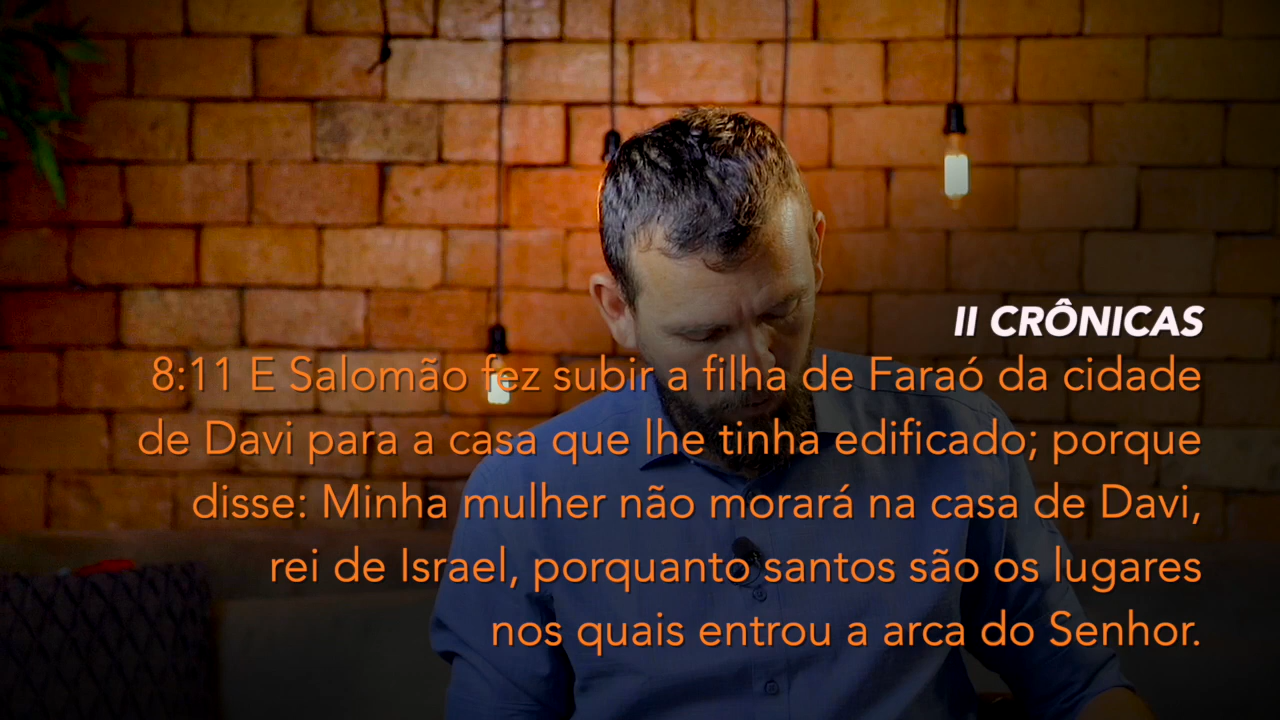 II CRÔNICAS
8:11 E Salomão fez subir a filha de Faraó da cidade
de Davi para a casa que lhe tinha edificado; porque
disse: Minha mulher não morará na casa de Davi,
rei de Israel, porquanto santos são os lugares
nos quais entrou a arca do Senhor.